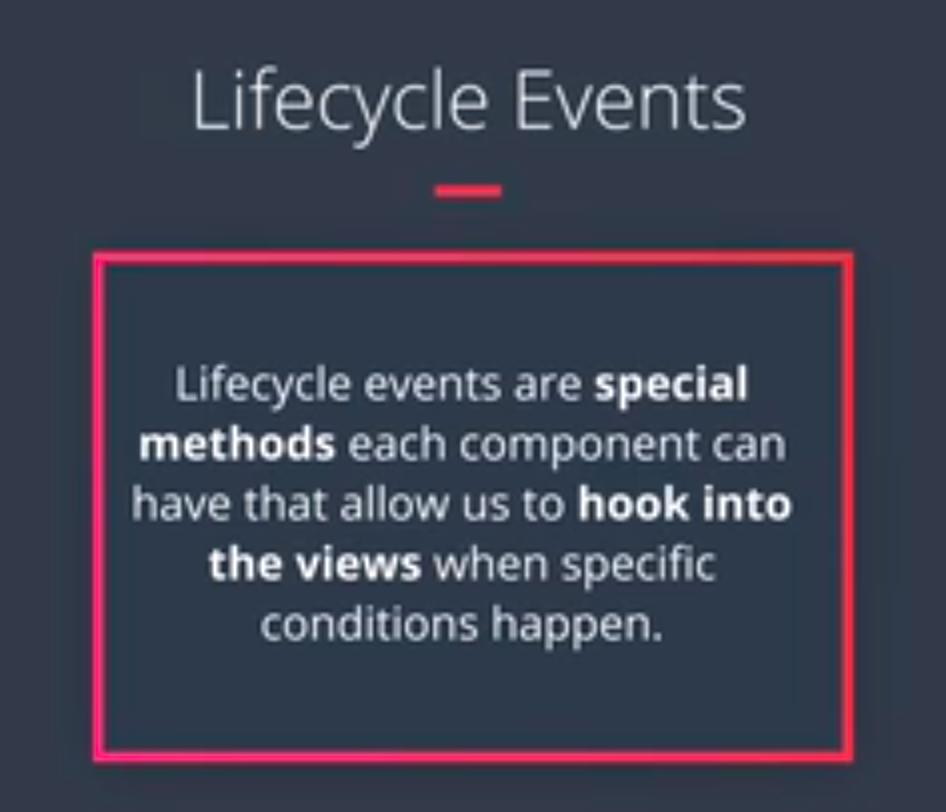 Lifecycle Events
Lifecycle events are special
methods each component can
have that allow us to hook into
the views when specific
conditions happen.